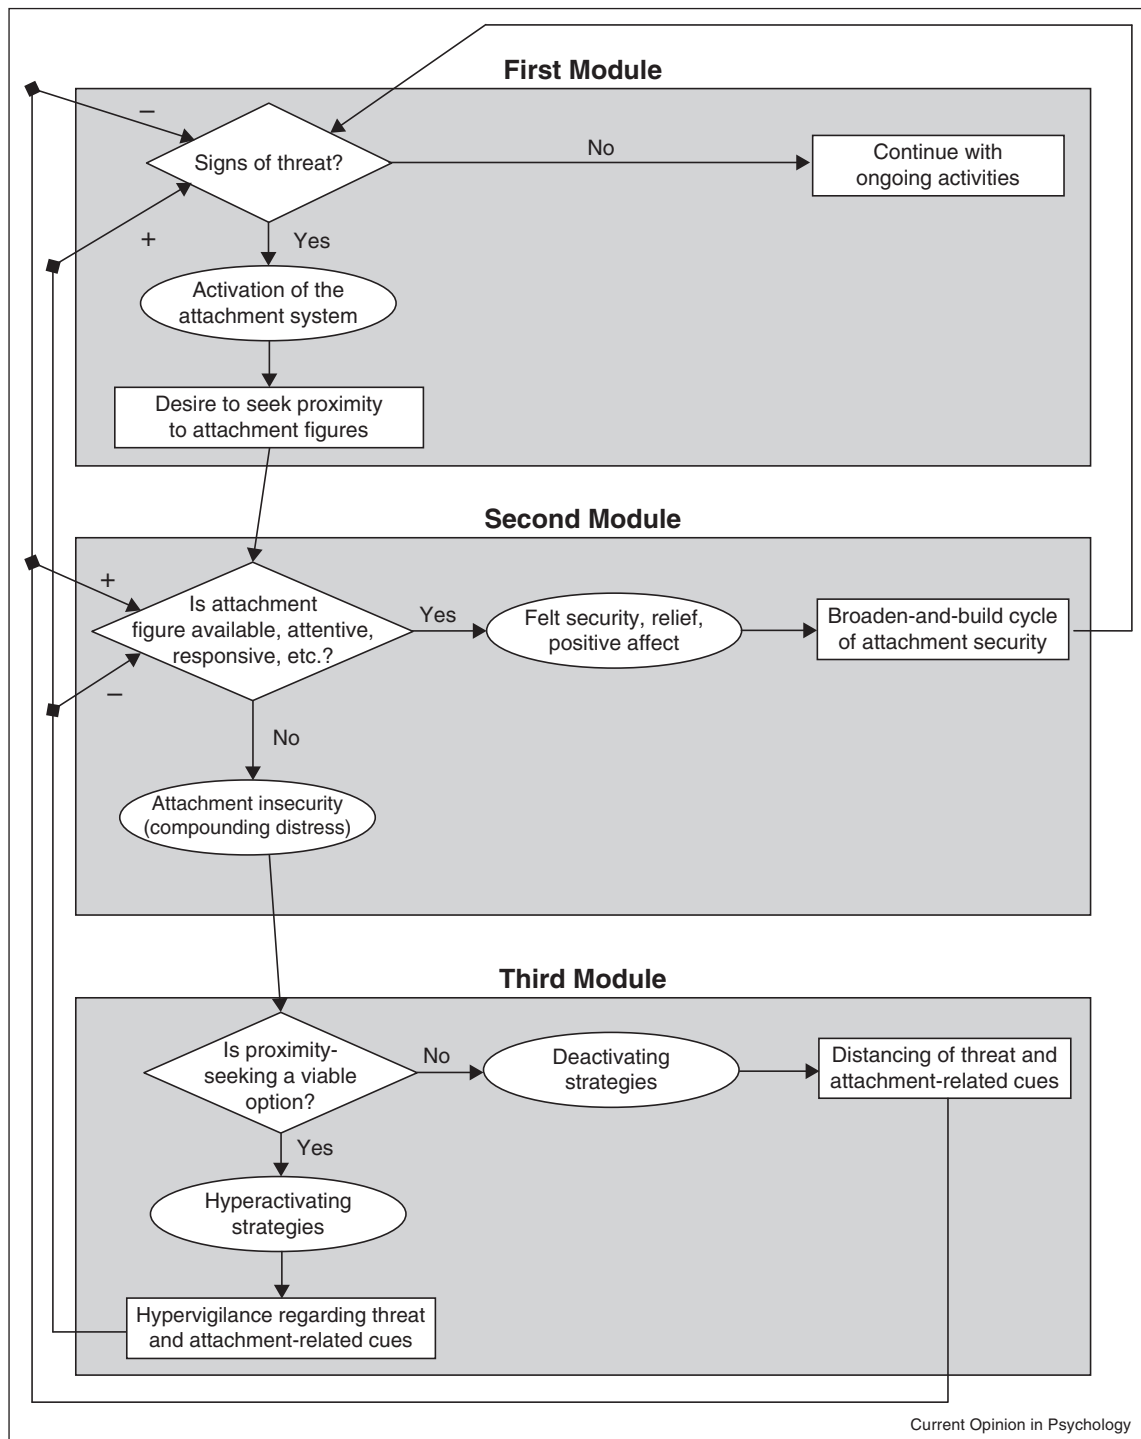 First Module
–
Signs of threat?
No
Continue with
ongoing activities
+
Yes
Activation of the
attachment system
Desire to seek proximity
to attachment figures
Second Module
+
Is attachment
figure available, attentive,
responsive, etc.?
Yes
Felt security, relief,
positive affect
Broaden-and-build cycle
of attachment security
–
No
Attachment insecurity
(compounding distress)
Third Module
Is proximity-
seeking a viable
option?
No
Deactivating
strategies
Distancing of threat and
attachment-related cues
Yes
Hyperactivating
strategies
Hypervigilance regarding threat
and attachment-related cues
Current Opinion in Psychology